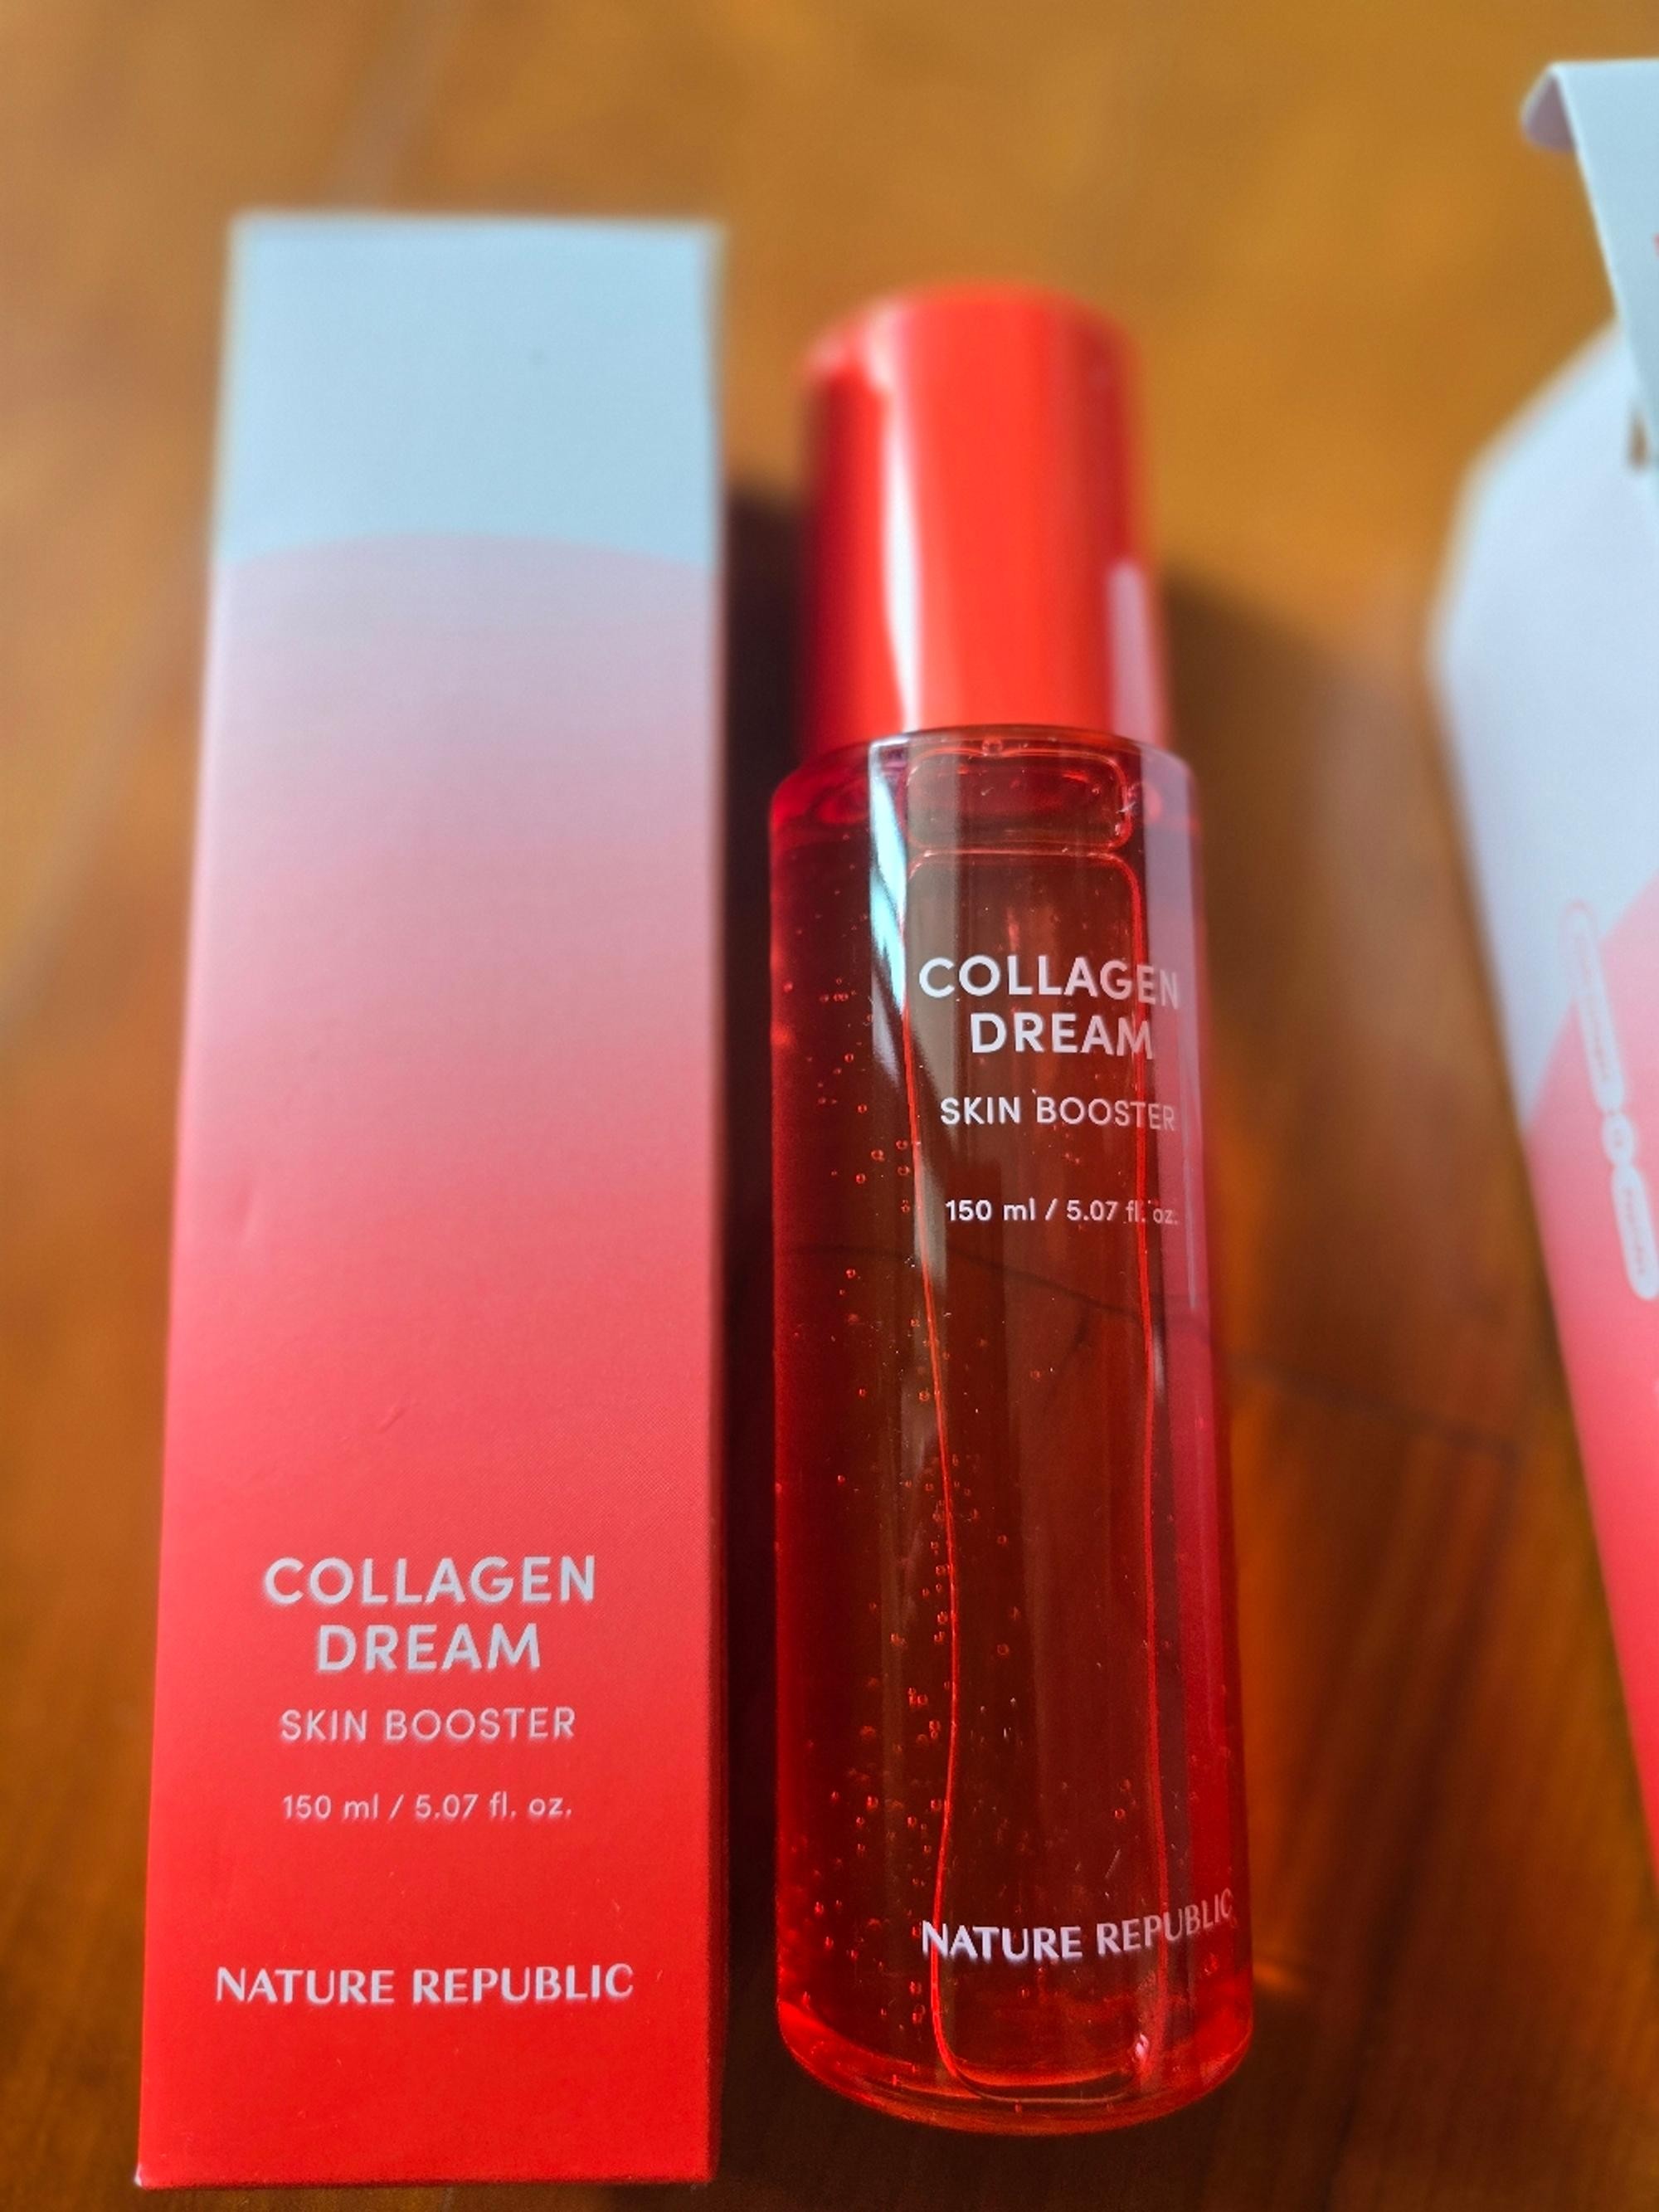 COLLAGEN
DREAM
SKIN BOOSTER
150 ml / 5.07 fl. oz.
NATURE REPUBLIC
COLLAGEN
DREAM
SKIN BOOSTER
150 ml / 5.07 fl. oz.
NATURE REPUBLIC